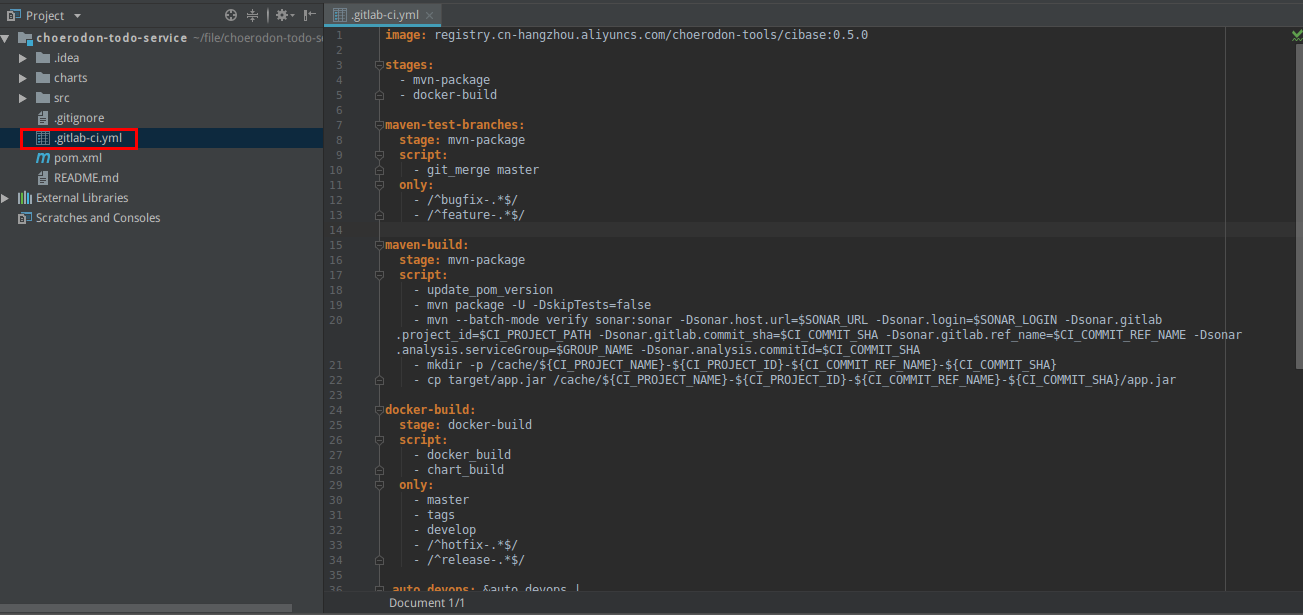 Project
choerodon-todo-service ~/file/choerodon-todo-s
.idea
charts
src
.gitignore
.gitlab-ci.yml
pom.xml
README.md
External Libraries
Scratches and Consoles
.gitlab-ci.yml
1 image: registry.cn-hangzhou.aliyuncs.com/choerodon-tools/cibase:0.5.0
2
3 stages:
4 - mvn-package
5 - docker-build
6
7 maven-test-branches:
8 stage: mvn-package
9 script:
10 - git_merge master
11 only:
12 - /^bugfix-.*$/
13 - /^feature-.*$/
14
15 maven-build:
16 stage: mvn-package
17 script:
18 - update_pom_version
19 - mvn package -U -DskipTests=false
20 - mvn --batch-mode verify sonar:sonar -Dsonar.host.url=$SONAR_URL -Dsonar.login=$SONAR_LOGIN -Dsonar.gitlab
.project_id=$CI_PROJECT_PATH -Dsonar.gitlab.commit_sha=$CI_COMMIT_SHA -Dsonar.gitlab.ref_name=$CI_COMMIT_REF_NAME -Dsonar
.analysis.serviceGroup=$GROUP_NAME -Dsonar.analysis.commitId=$CI_COMMIT_SHA
21 - mkdir -p /cache/${CI_PROJECT_NAME}-${CI_PROJECT_ID}-${CI_COMMIT_REF_NAME}-${CI_COMMIT_SHA}
22 - cp target/app.jar /cache/${CI_PROJECT_NAME}-${CI_PROJECT_ID}-${CI_COMMIT_REF_NAME}-${CI_COMMIT_SHA}/app.jar
23
24 docker-build:
25 stage: docker-build
26 script:
27 - docker_build
28 - chart_build
29 only:
30 - master
31 - tags
32 - develop
33 - /^hotfix-.*$/
34 - /^release-.*$/
35
36 .auto_devops: &auto_devops |
Document 1/1